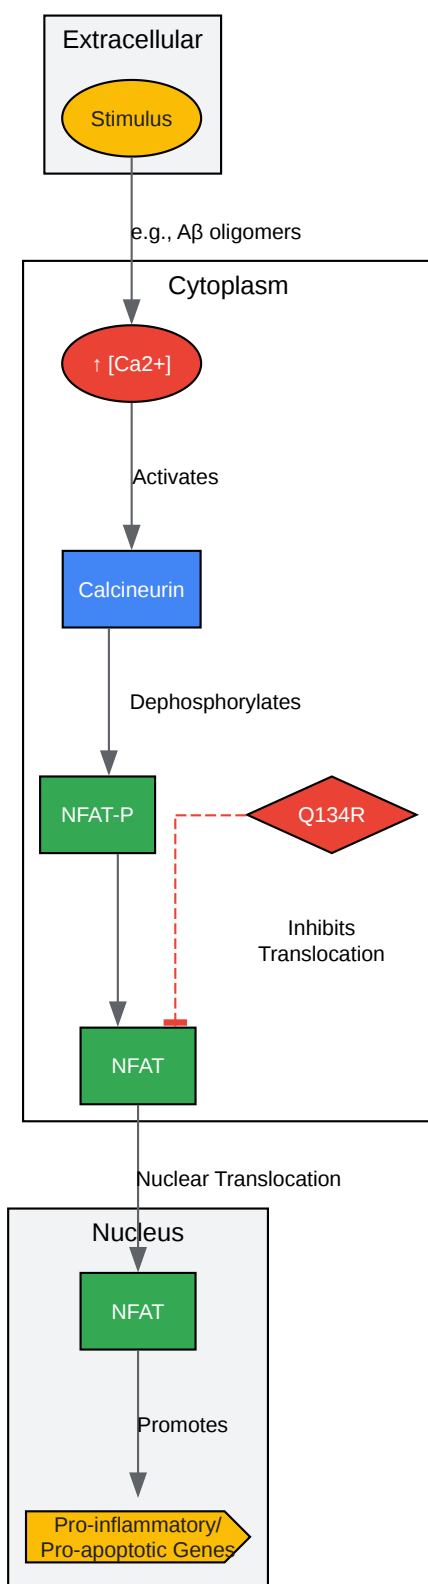 Extracellular
Stimulus
e.g., Aβ oligomers
Cytoplasm
↑ [Ca2+]
Activates
Calcineurin
Dephosphorylates
NFAT-P
Q134R
Inhibits
Translocation
NFAT
Nuclear Translocation
Nucleus
NFAT
Promotes
Pro-inflammatory/
Pro-apoptotic Genes